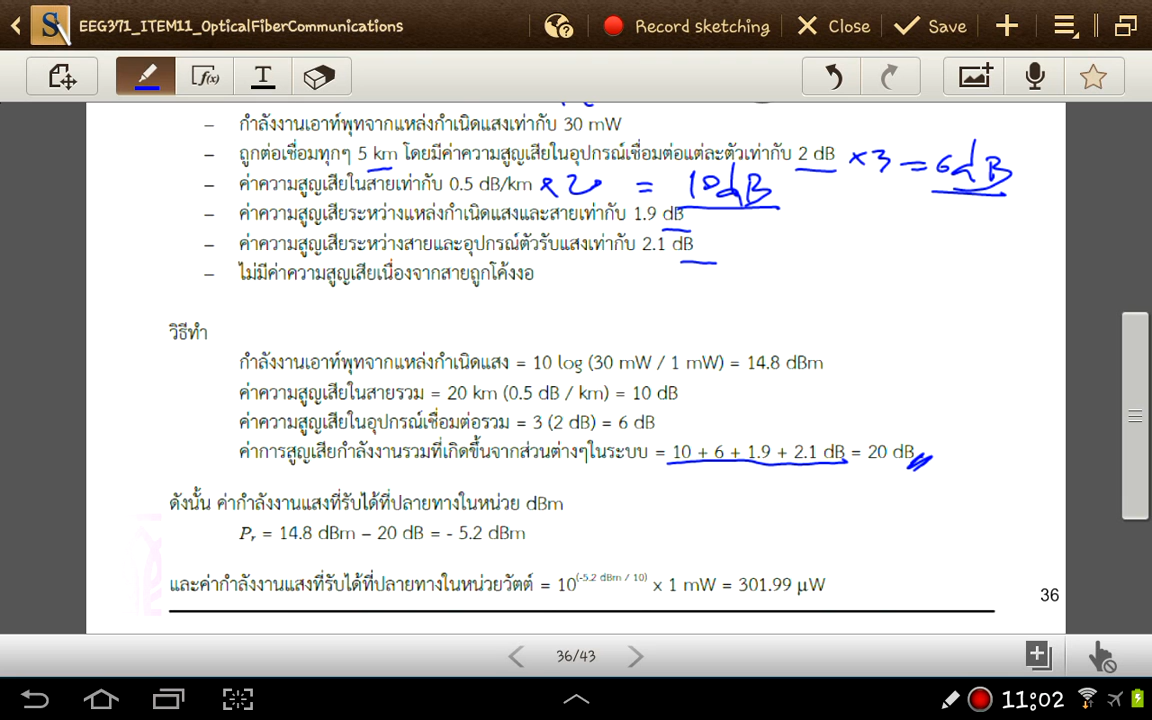 EEG371_ITEM11_OpticalFiberCommunications
Record sketching
Close
Save
f(x)
T
– กำลังงานเอาท์พุทจากแหล่งกำเนิดแสงเท่ากับ 30 mW
– ถูกต่อเชื่อมทุกๆ 5 km โดยมีค่าความสูญเสียในอุปกรณ์เชื่อมต่อแต่ละตัวเท่ากับ 2 dB ×3 = 6dB
– ค่าความสูญเสียในสายเท่ากับ 0.5 dB/km ×20 = 10dB
– ค่าความสูญเสียระหว่างแหล่งกำเนิดแสงและสายเท่ากับ 1.9 dB
– ค่าความสูญเสียระหว่างสายและอุปกรณ์ตัวรับแสงเท่ากับ 2.1 dB
– ไม่มีค่าความสูญเสียเนื่องจากสายถูกโค้งงอ
วิธีทำ
กำลังงานเอาท์พุทจากแหล่งกำเนิดแสง = 10 log (30 mW / 1 mW) = 14.8 dBm
ค่าความสูญเสียในสายรวม = 20 km (0.5 dB / km) = 10 dB
ค่าความสูญเสียในอุปกรณ์เชื่อมต่อรวม = 3 (2 dB) = 6 dB
ค่าการสูญเสียกำลังงานรวมที่เกิดขึ้นจากส่วนต่างๆในระบบ = 10 + 6 + 1.9 + 2.1 dB = 20 dB
ดังนั้น ค่ากำลังงานแสงที่รับได้ที่ปลายทางในหน่วย dBm
Pr = 14.8 dBm – 20 dB = - 5.2 dBm
และค่ากำลังงานแสงที่รับได้ที่ปลายทางในหน่วยวัตต์ = 10^(-5.2 dBm / 10) x 1 mW = 301.99 μW
36
36/43
11:02